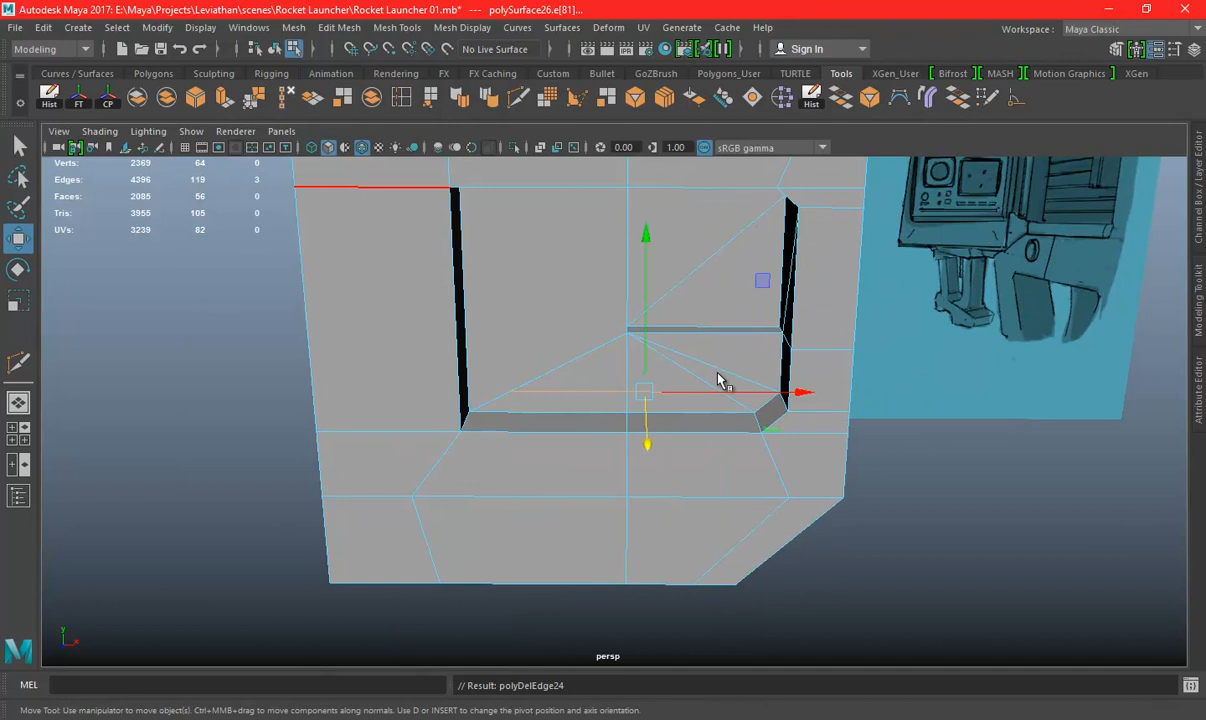 Autodesk Maya 2017: E:\Maya\Projects\Leviathan\scenes\Rocket Launcher\Rocket Launcher 01.mb* --- polySurface26.e[81]...
File Edit Create Select Modify Display Windows Mesh Edit Mesh Mesh Tools Mesh Display Curves Surfaces Deform UV Generate Cache Help Workspace : Maya Classic
Modeling No Live Surface Sign In
Curves / Surfaces Polygons Sculpting Rigging Animation Rendering FX FX Caching Custom Bullet GoZBrush Polygons_User TURTLE Tools XGen_User Bifrost MASH Motion Graphics XGen
Hist FT CP Hist
View Shading Lighting Show Renderer Panels
0.00 1.00 sRGB gamma
Verts: 2369 64 0
Edges: 4396 119 3
Faces: 2085 56 0
Tris: 3955 105 0
UVs: 3239 82 0
Channel Box / Layer Editor
Modeling Toolkit
Attribute Editor
y
x
persp
MEL // Result: polyDelEdge24
Move Tool: Use manipulator to move object(s). Ctrl+MMB+drag to move components along normals. Use D or INSERT to change the pivot position and axis orientation.